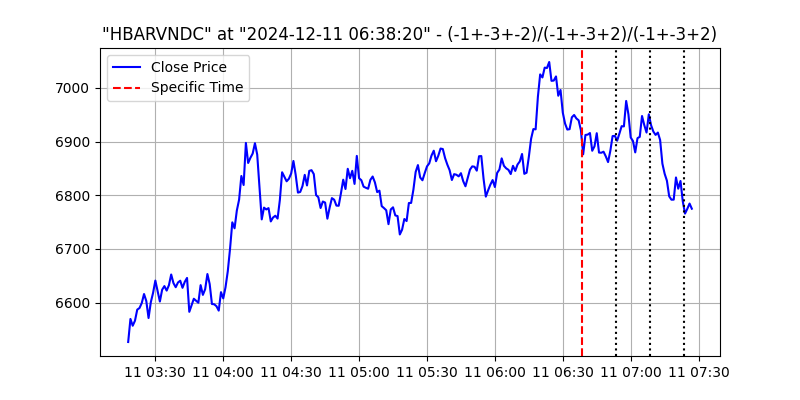 "HBARVNDC" at "2024-12-11 06:38:20" - (-1+-3+-2)/(-1+-3+2)/(-1+-3+2)
Close Price
Specific Time
7000
6900
6800
6700
6600
11 03:30 11 04:00 11 04:30 11 05:00 11 05:30 11 06:00 11 06:30 11 07:00 11 07:30